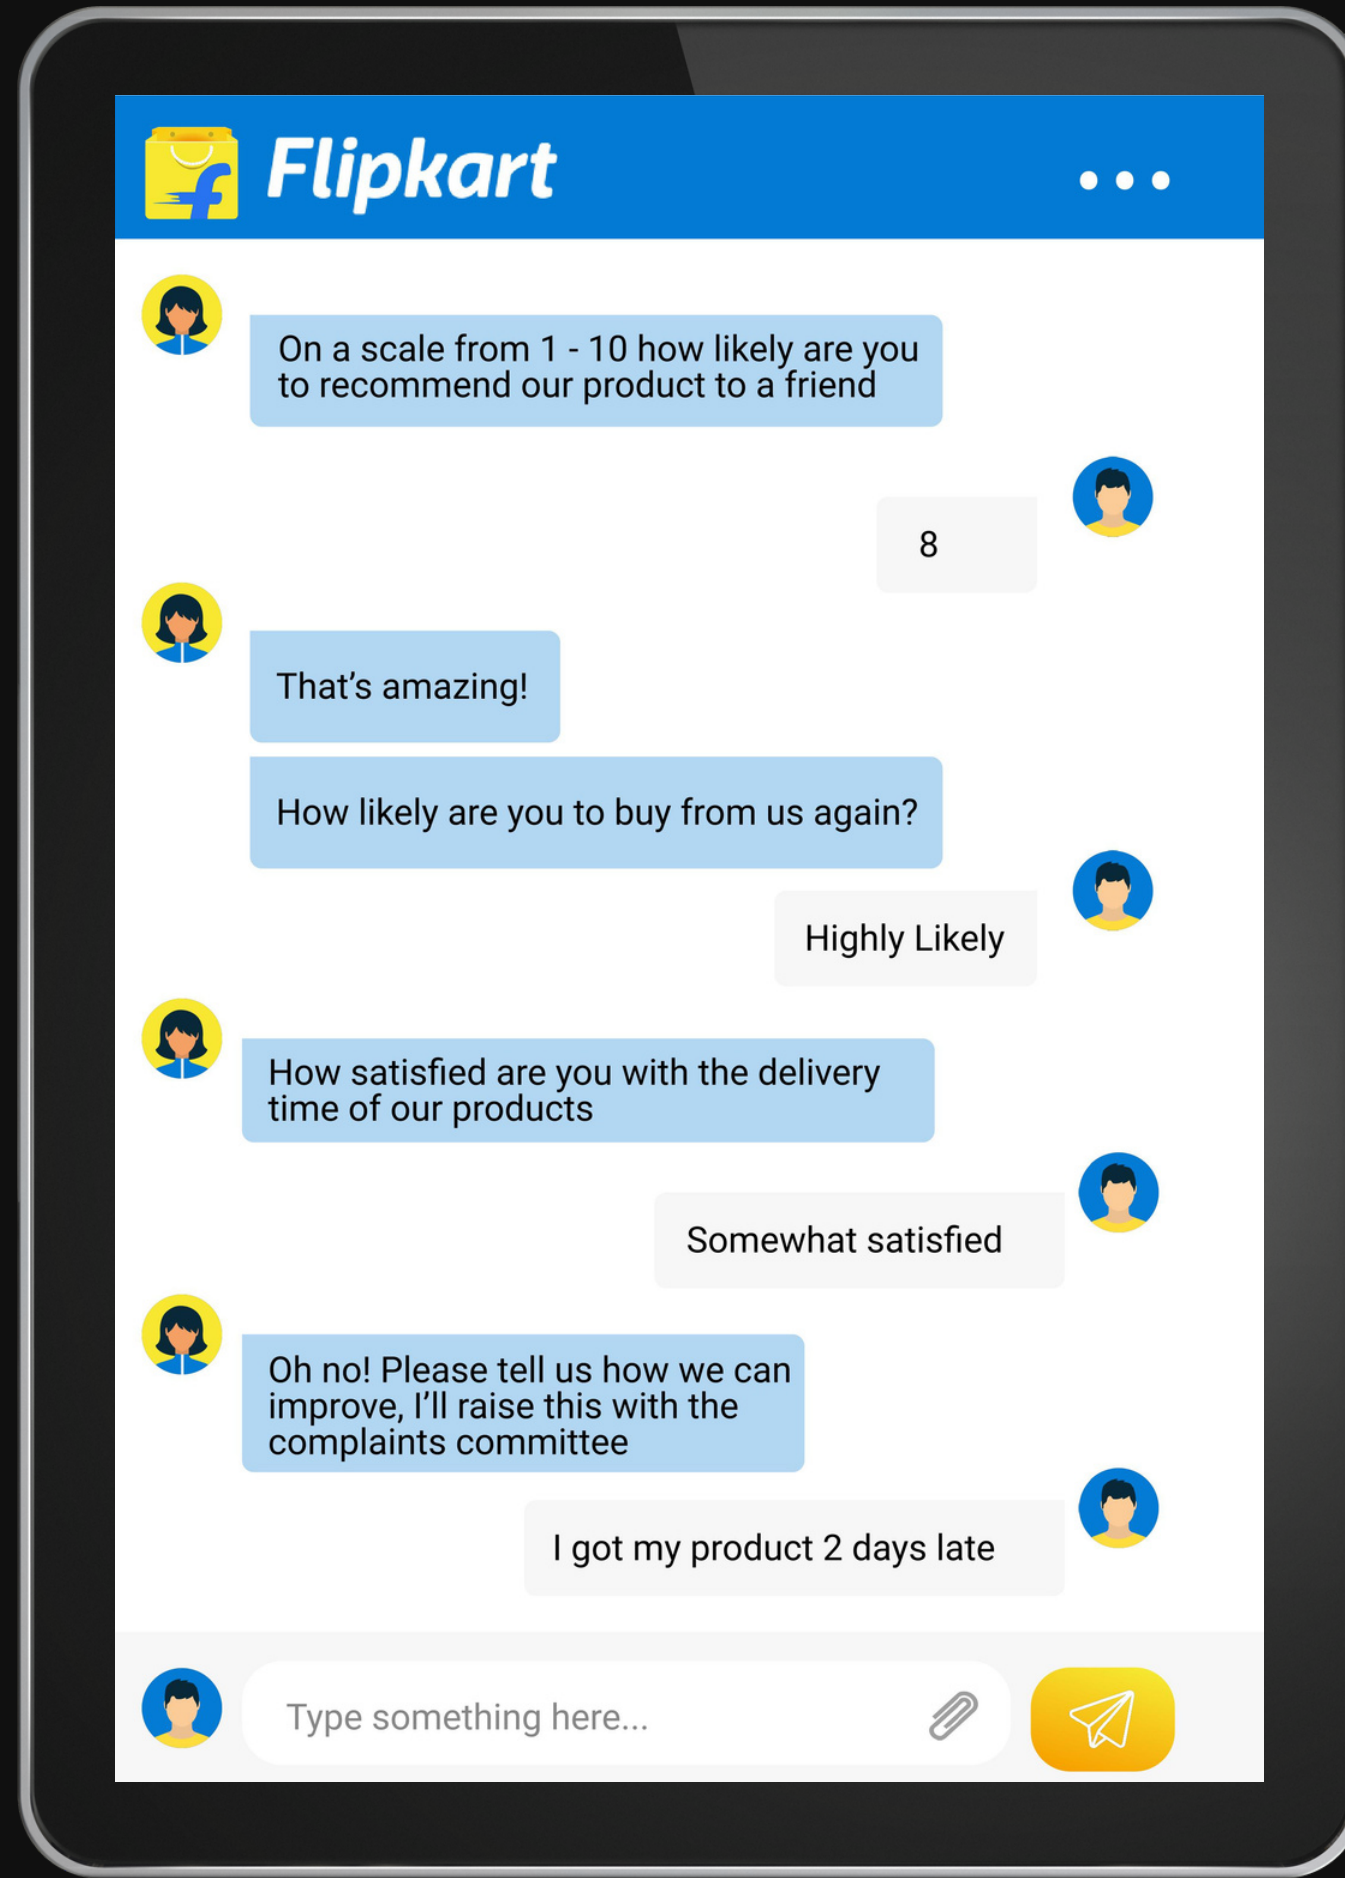 Flipkart
On a scale from 1 - 10 how likely are you
to recommend our product to a friend
8
That’s amazing!
How likely are you to buy from us again?
Highly Likely
How satisfied are you with the delivery
time of our products
Somewhat satisfied
Oh no! Please tell us how we can
improve, I’ll raise this with the
complaints committee
I got my product 2 days late
Type something here...